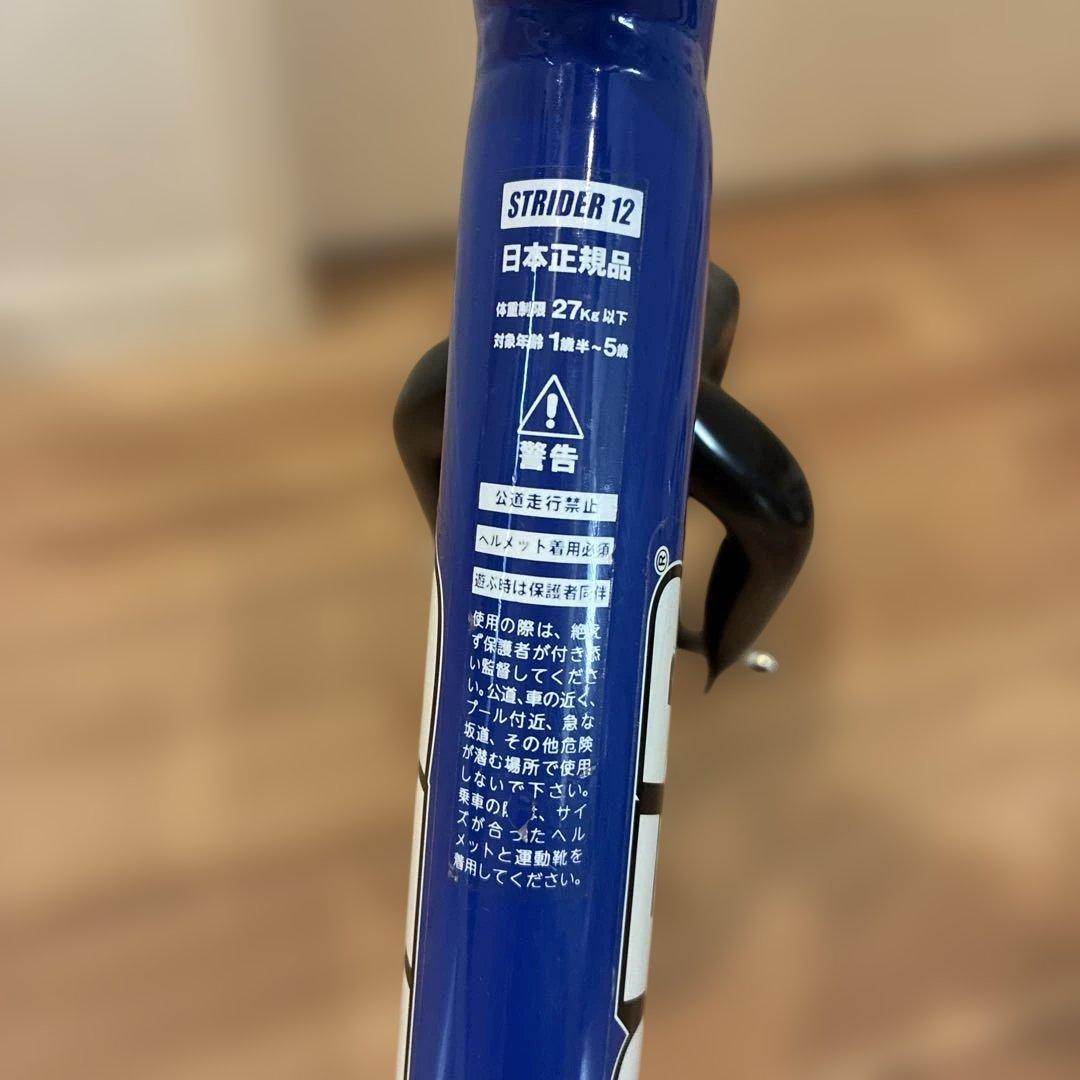 STRIDER 12
日本正規品
体重制限 27Kg以下
対象年齢 1歳半~5歳
警告
公道走行禁止
ヘルメット着用必須
遊ぶ時は保護者同伴
使用の際は、絶え
ず保護者が付き添
い監督してくださ
い。公道、車の近く、
プール付近、急な
坂道、その他危険
が潜む場所で使用
しないで下さい。
乗車の は、サイ
ズが合ったヘル
メットと運動靴を
着用してください。
®